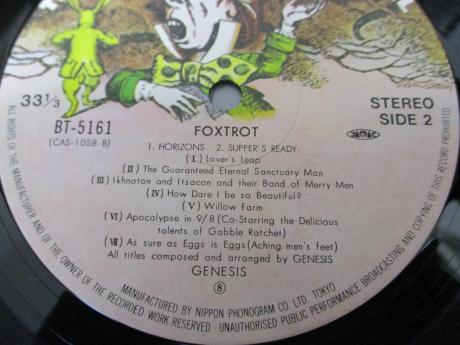 33 1/3
BT-5161
(CAS-1058-B)
STEREO
SIDE 2
FOXTROT
1. HORIZONS 2. SUPPER'S READY.
(I) Lover's Leap
(II) The Guaranteed Eternal Sanctuary Man
(III) Ikhnaton and Itsacon and their Band of Merry Men
(IV) How Dare I be so Beautiful?
(V) Willow Farm
(VI) Apocalypse in 9/8 (Co-Starring the Delicious
talents of Gabble Ratchet)
(VII) As sure as Eggs is Eggs (Aching men's feet)
All titles composed and arranged by GENESIS
GENESIS
8
MANUFACTURED BY NIPPON PHONOGRAM CO. LTD. TOKYO
ALL RIGHTS OF THE MANUFACTURER AND OF THE OWNER OF THE RECORDED WORK RESERVED · UNAUTHORISED PUBLIC PERFORMANCE BROADCASTING AND COPYING OF THIS RECORD PROHIBITED